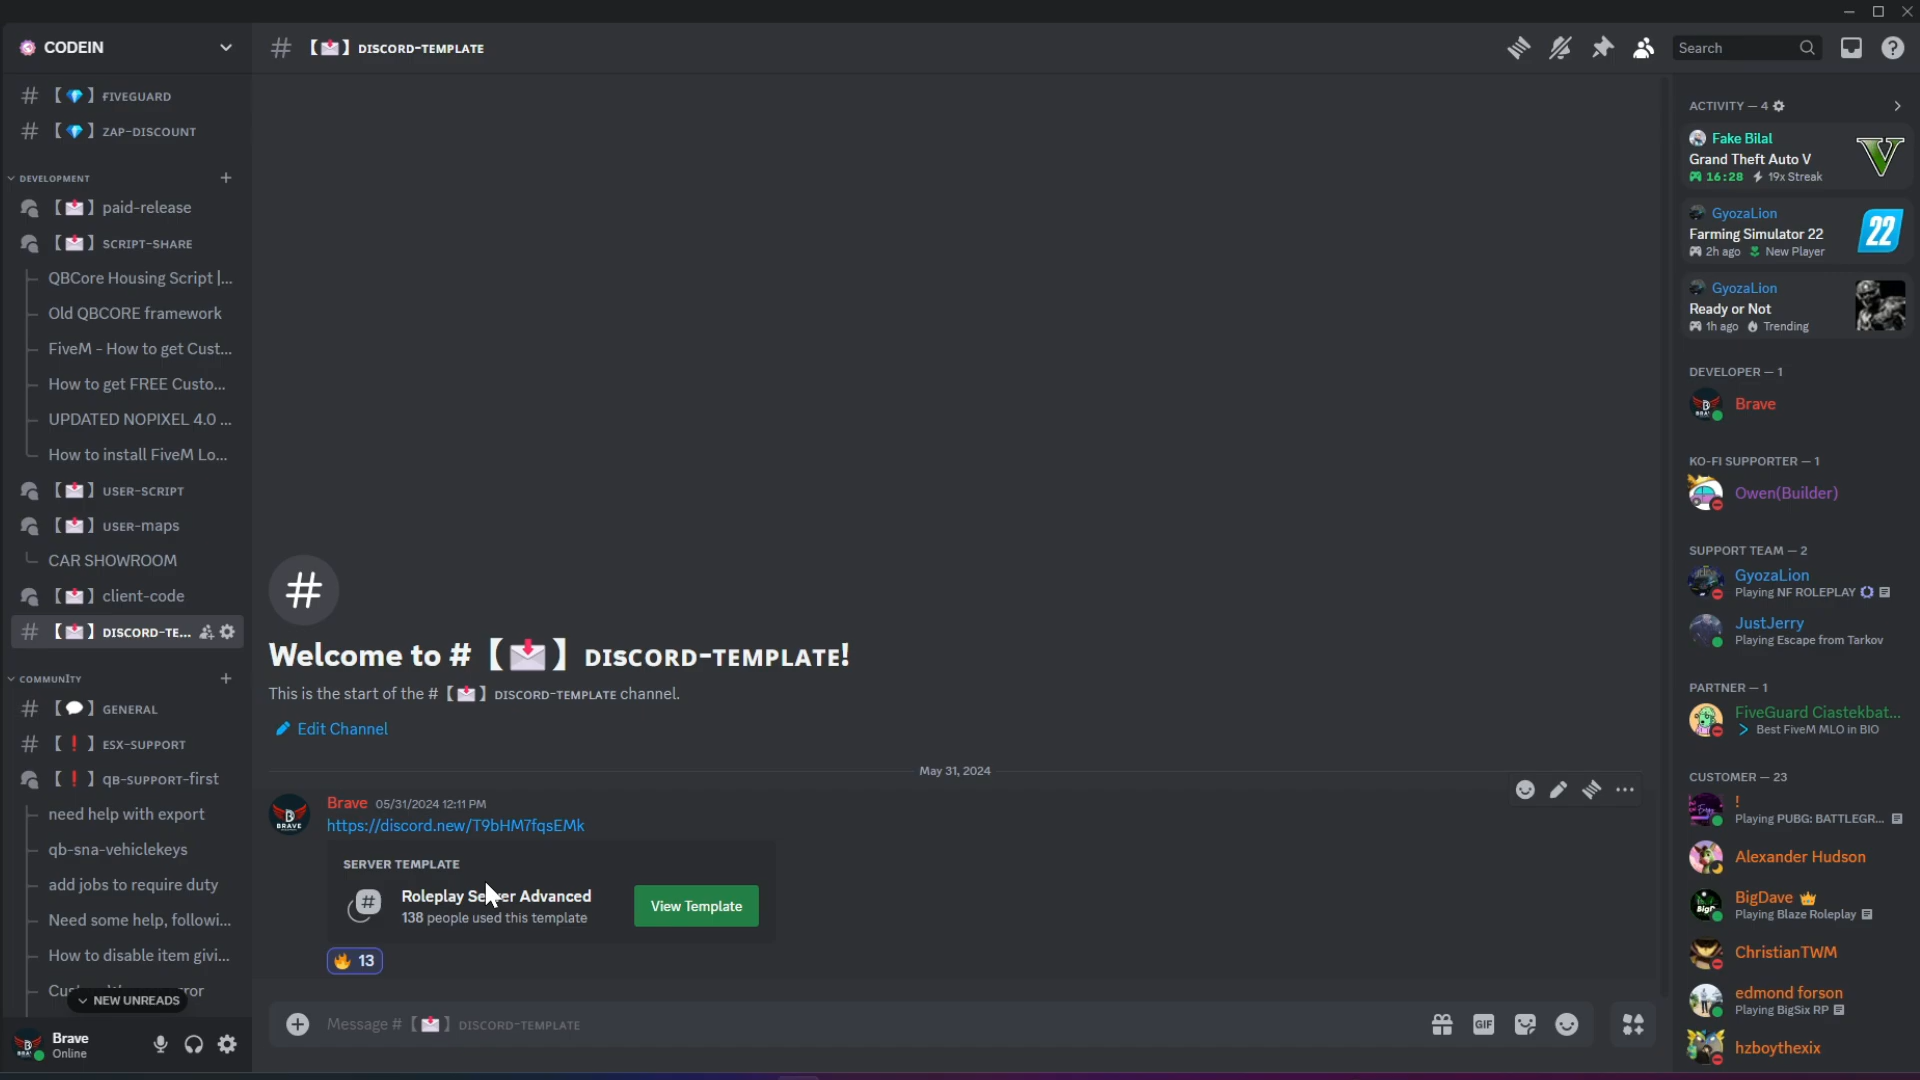 CODEIN
# 【💎】FIVEGUARD
# 【💎】ZAP-DISCOUNT
DEVELOPMENT
【📩】paid-release
【📩】SCRIPT-SHARE
QBCore Housing Script |...
Old QBCORE framework
FiveM - How to get Cust...
How to get FREE Custo...
UPDATED NOPIXEL 4.0 ...
How to install FiveM Lo...
【📩】USER-SCRIPT
【📩】USER-maps
CAR SHOWROOM
【📩】client-code
# 【📩】DISCORD-TE...
COMMUNITY
# 【💬】GENERAL
# 【❗】ESX-SUPPORT
【❗】QB-SUPPORT-first
need help with export
qb-sna-vehiclekeys
add jobs to require duty
Need some help, followi...
How to disable item givi...
NEW UNREADS
Brave
Online
# 【📩】DISCORD-TEMPLATE
Search
#
Welcome to # 【📩】DISCORD-TEMPLATE!
This is the start of the # 【📩】DISCORD-TEMPLATE channel.
Edit Channel
May 31, 2024
Brave 05/31/2024 12:11 PM
https://discord.new/T9bHM7fqsEMk
SERVER TEMPLATE
Roleplay Server Advanced
138 people used this template
View Template
🔥 13
Message # 【📩】DISCORD-TEMPLATE
GIF
ACTIVITY — 4
Fake Bilal
Grand Theft Auto V
16:28 19x Streak
GyozaLion
Farming Simulator 22
2h ago New Player
22
GyozaLion
Ready or Not
1h ago Trending
DEVELOPER — 1
Brave
KO-FI SUPPORTER — 1
Owen(Builder)
SUPPORT TEAM — 2
GyozaLion
Playing NF ROLEPLAY
JustJerry
Playing Escape from Tarkov
PARTNER — 1
FiveGuard Ciastekbat...
Best FiveM MLO in BIO
CUSTOMER — 23
!
Playing PUBG: BATTLEGR...
Alexander Hudson
BigDave
Playing Blaze Roleplay
ChristianTWM
edmond forson
Playing BigSix RP
hzboythexix